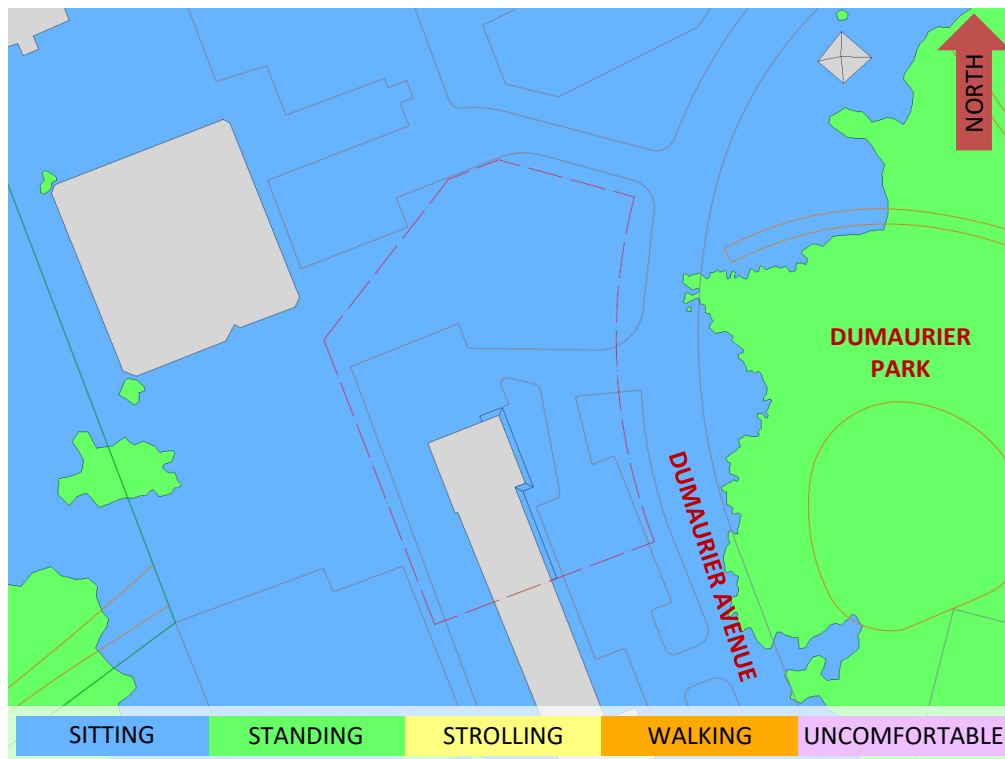 NORTH
DUMAURIER
PARK
DUMAURIER AVENUE
SITTING STANDING STROLLING WALKING UNCOMFORTABLE